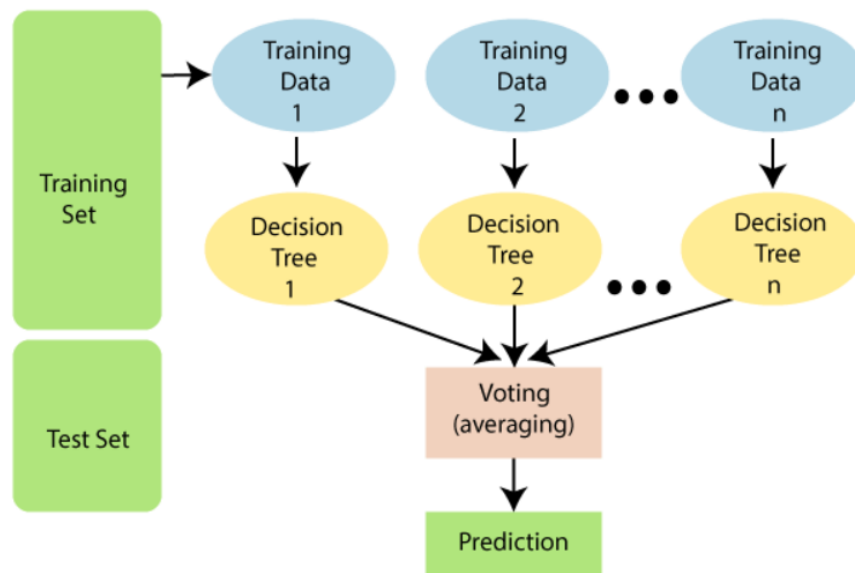 Training
Set
Test Set
Training
Data
1
Training
Data
2
Training
Data
n
Decision
Tree
1
Decision
Tree
2
Decision
Tree
n
Voting
(averaging)
Prediction